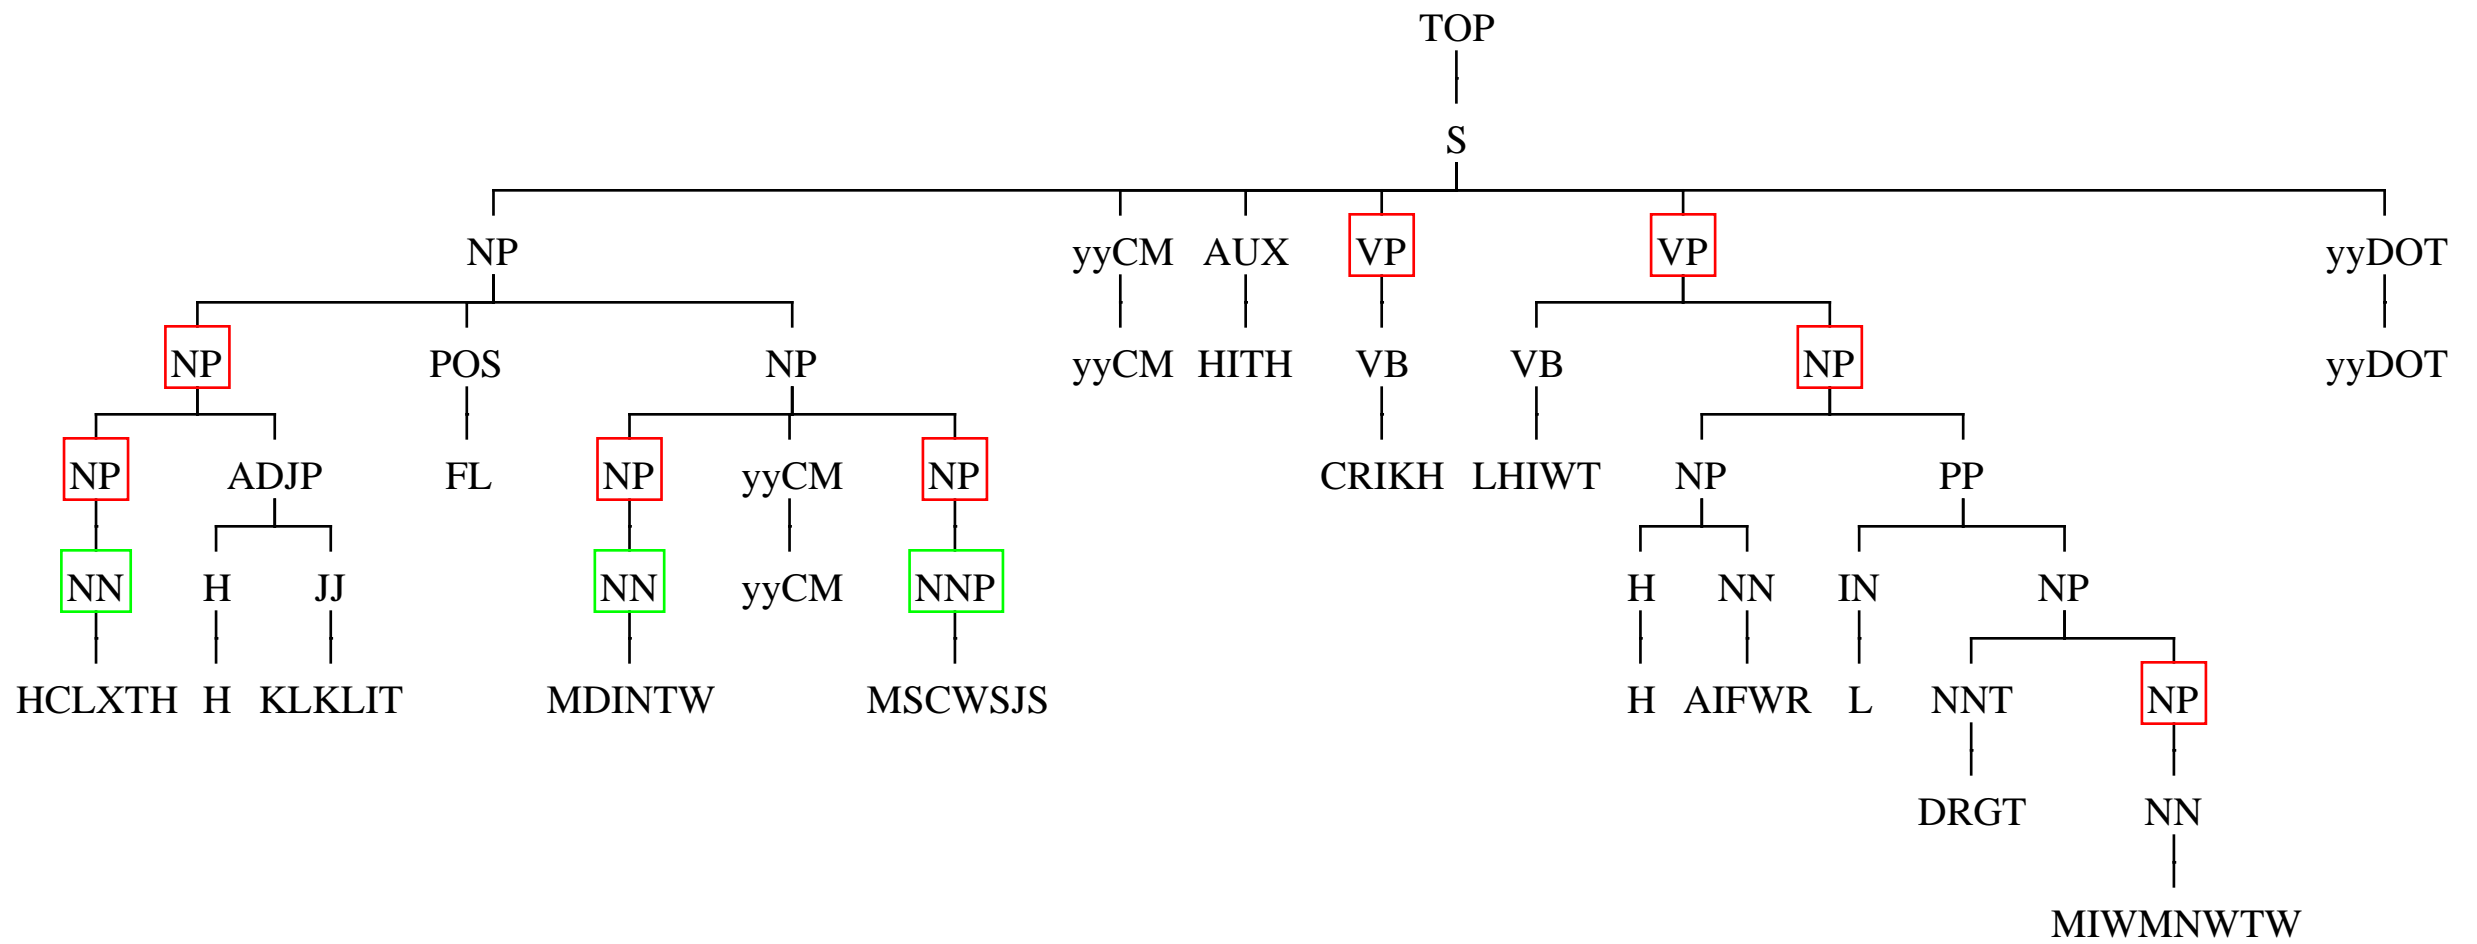 TOP
S
NP yyCM AUX VP VP yyDOT
NP POS NP yyCM HITH VB VB NP yyDOT
NP ADJP FL NP yyCM NP CRIKH LHIWT NP PP
NN H JJ NN yyCM NNP H NN IN NP
HCLXTH H KLKLIT MDINTW MSCWSJS H AIFWR L NNT NP
DRGT NN
MIWMNWTW